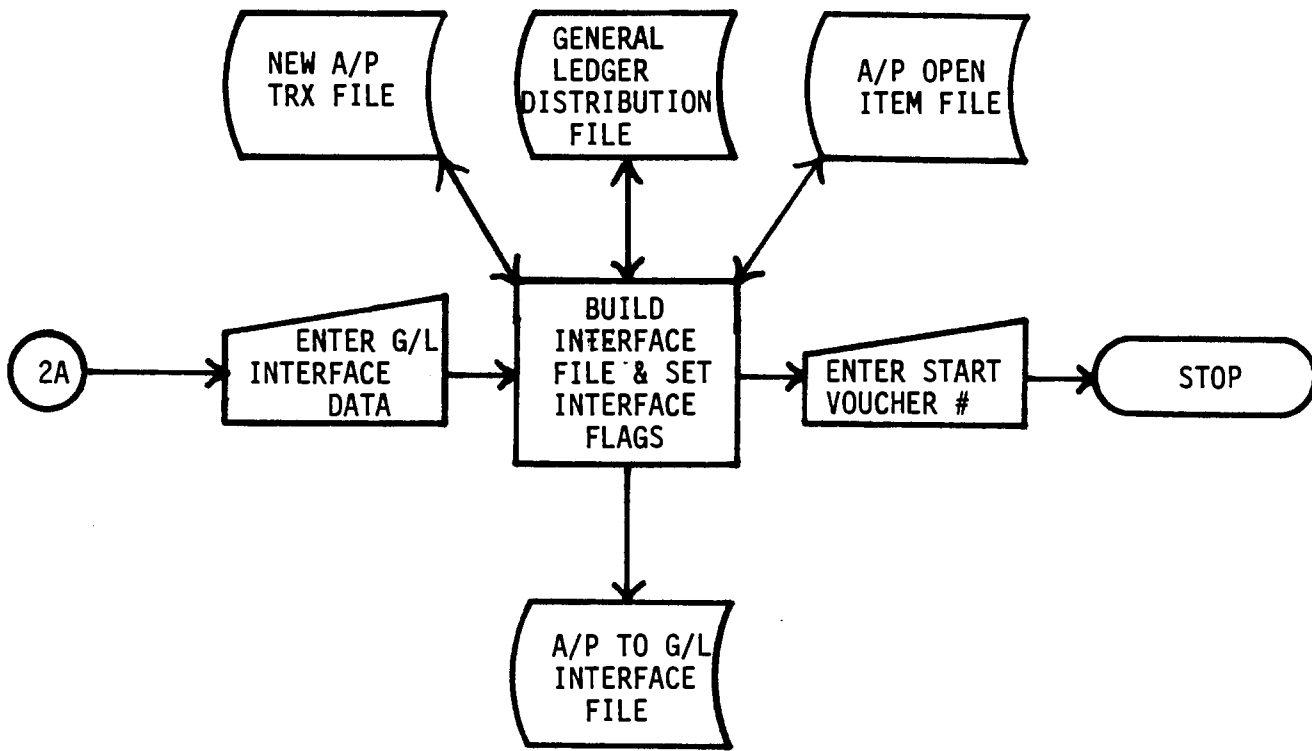 NEW A/P
TRX FILE
GENERAL
LEDGER
DISTRIBUTION
FILE
A/P OPEN
ITEM FILE
2A
ENTER G/L
INTERFACE
DATA
BUILD
INTERFACE
FILE & SET
INTERFACE
FLAGS
ENTER START
VOUCHER #
STOP
A/P TO G/L
INTERFACE
FILE